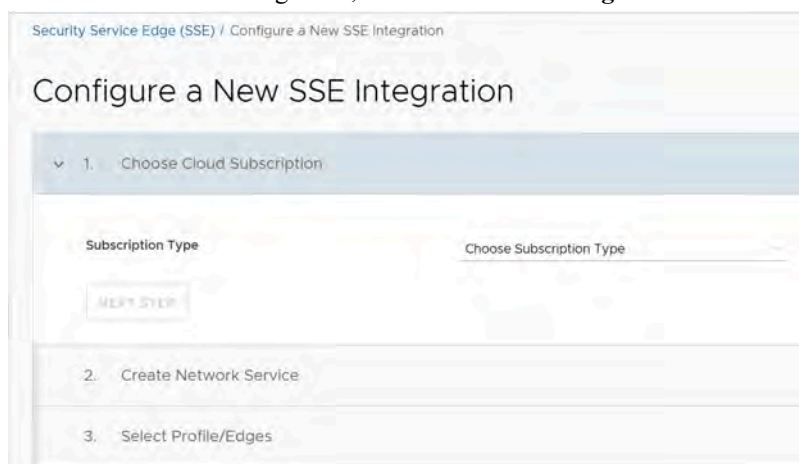 Security Service Edge (SSE) / Configure a New SSE Integration
Configure a New SSE Integration
1. Choose Cloud Subscription
Subscription Type Choose Subscription Type
NEXT STEP
2. Create Network Service
3. Select Profile/Edges